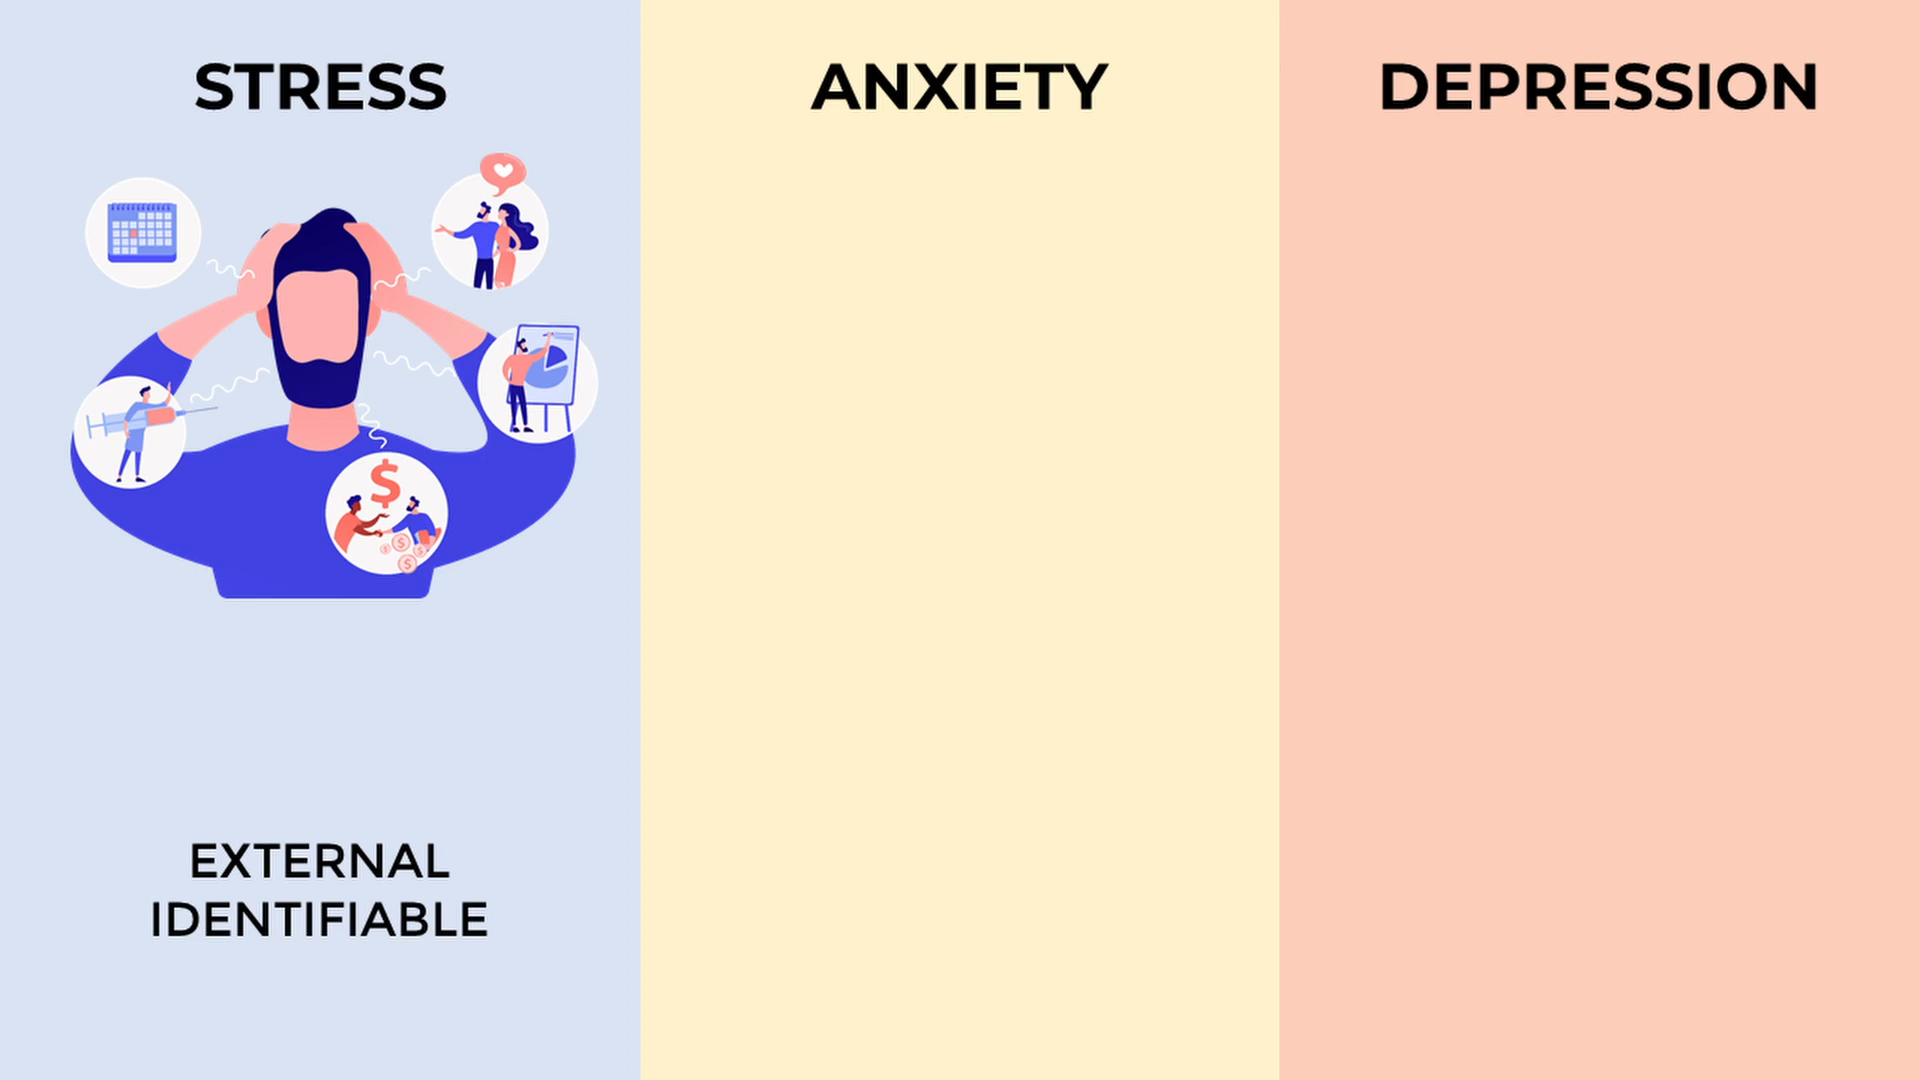 STRESS
ANXIETY
DEPRESSION
$
$
$
$
$
EXTERNAL
IDENTIFIABLE